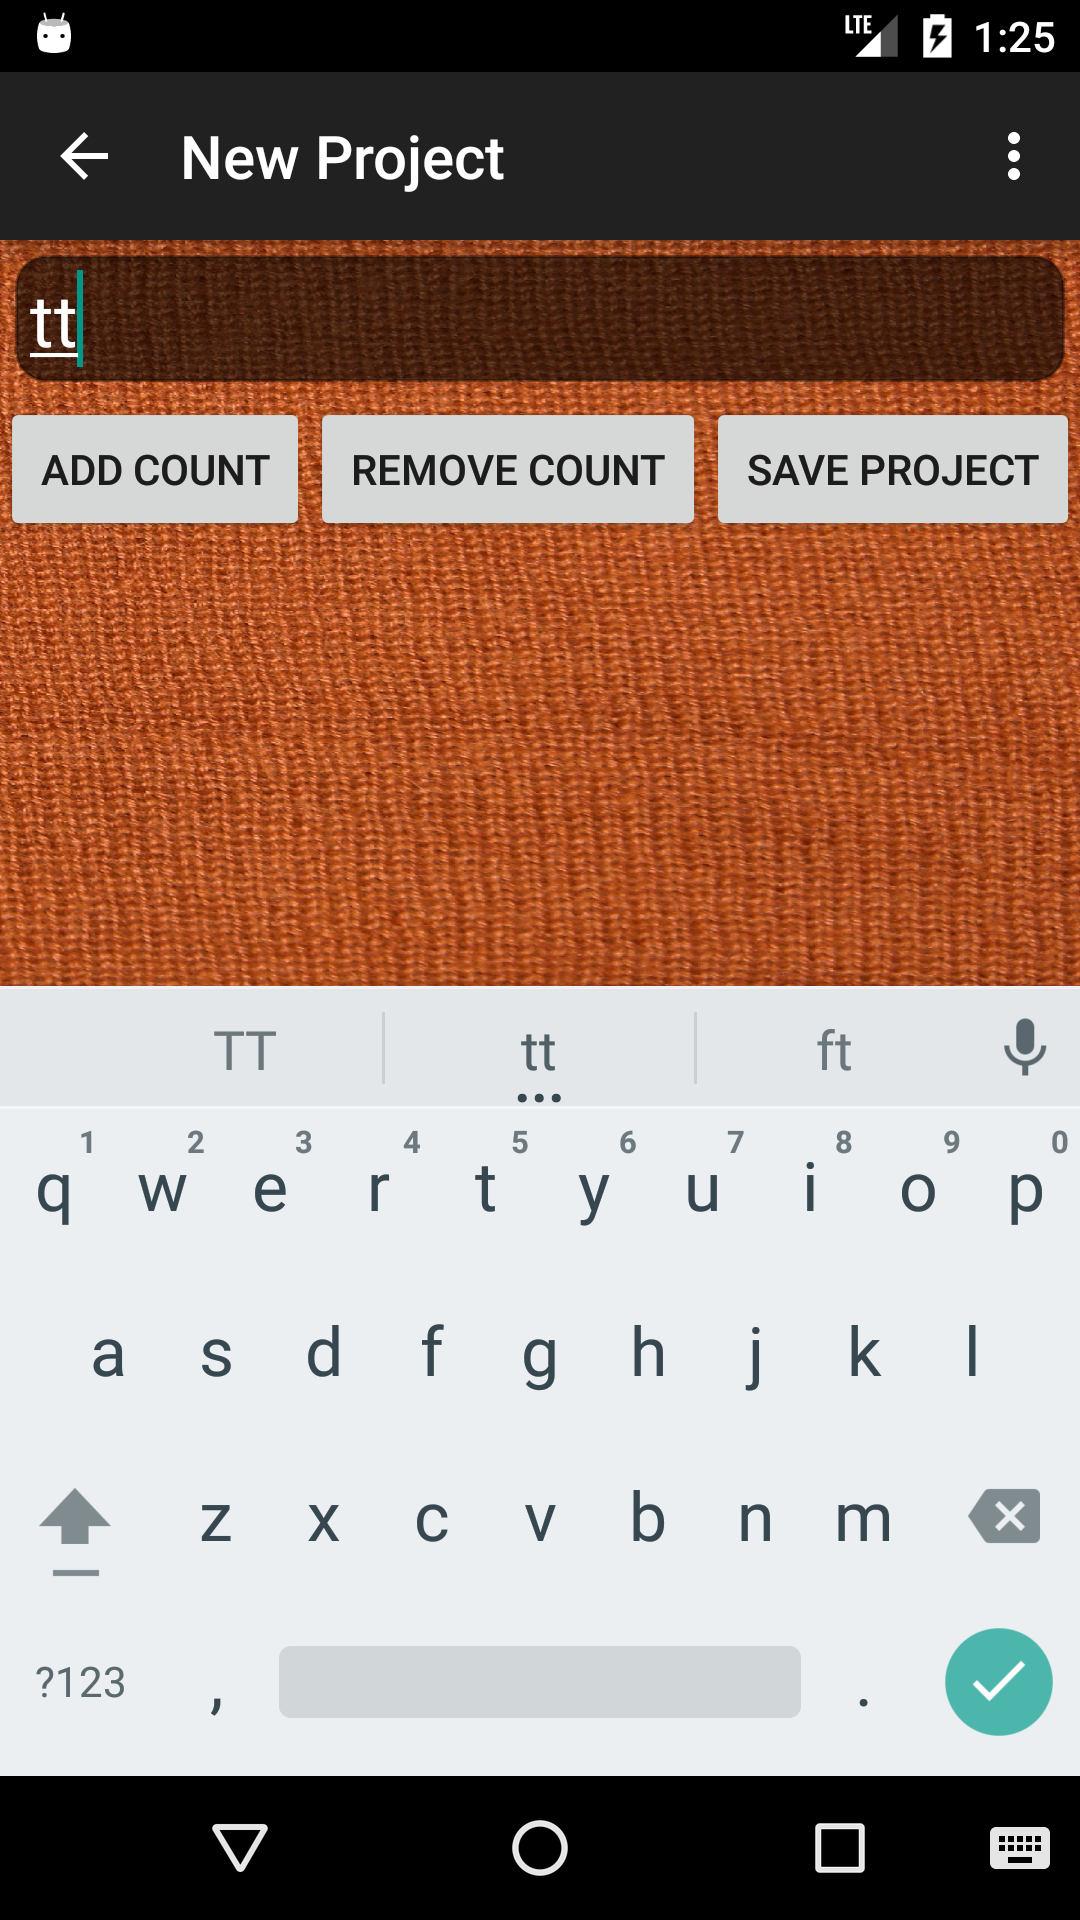 LTE 1:25
New Project
tt
ADD COUNT REMOVE COUNT SAVE PROJECT
TT tt ft
1 2 3 4 5 6 7 8 9 0
q w e r t y u i o p
a s d f g h j k l
z x c v b n m
?123 , .